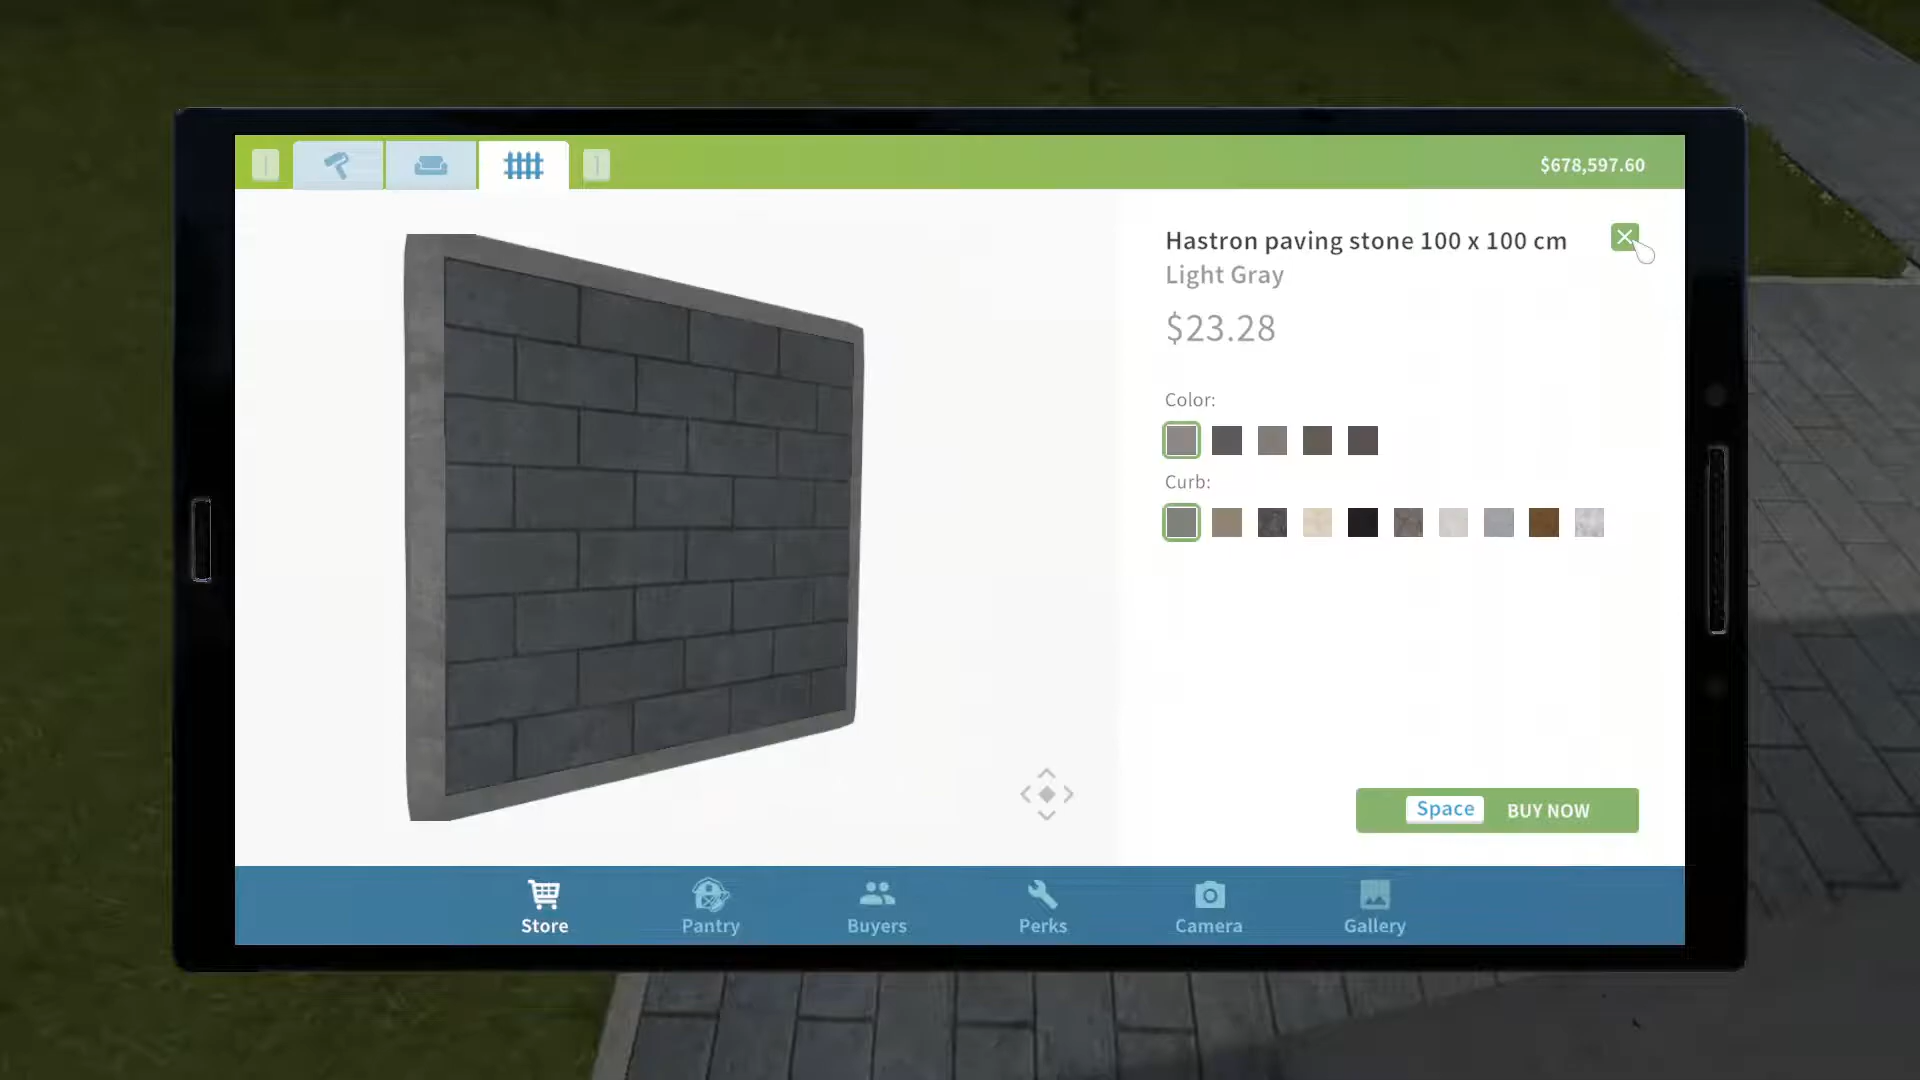 $678,597.60
Hastron paving stone 100 x 100 cm
Light Gray
$23.28
Color:
Curb:
Space BUY NOW
Store Pantry Buyers Perks Camera Gallery